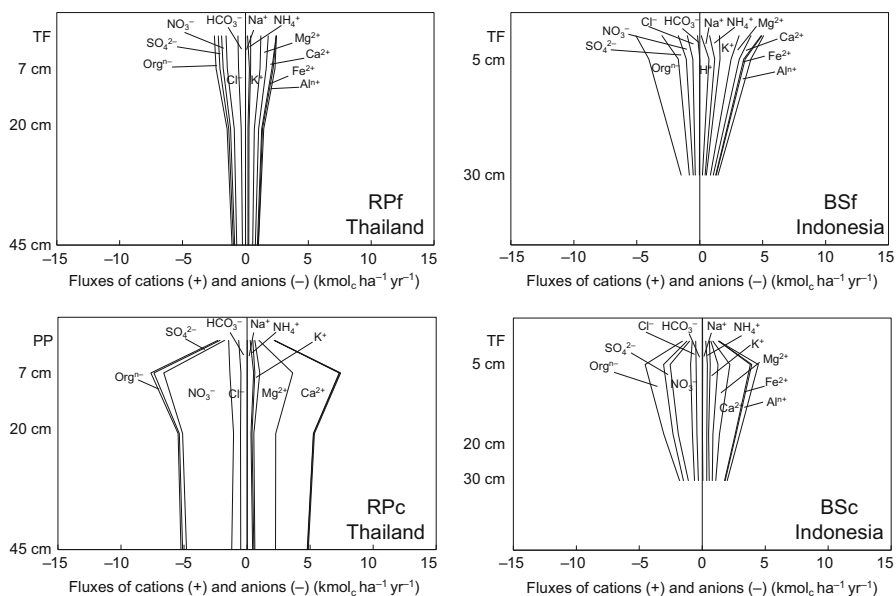 NO₃⁻ HCO₃⁻ Na⁺ NH₄⁺
TF
SO₄²⁻
Mg²⁺
7 cm
Orgⁿ⁻
Cl⁻ K⁺
Ca²⁺
Fe²⁺
Alⁿ⁺
20 cm
RPf
Thailand
45 cm
–15 –10 –5 0 5 10 15
Fluxes of cations (+) and anions (–) (kmol_c ha⁻¹ yr⁻¹)
Cl⁻ HCO₃⁻ Na⁺ NH₄⁺ Mg²⁺
NO₃⁻
TF
SO₄²⁻
K⁺
Ca²⁺
5 cm
Orgⁿ⁻
H⁺
Fe²⁺
Alⁿ⁺
30 cm
BSf
Indonesia
–15 –10 –5 0 5 10 15
Fluxes of cations (+) and anions (–) (kmol_c ha⁻¹ yr⁻¹)
HCO₃⁻ Na⁺ NH₄⁺
PP
SO₄²⁻
K⁺
7 cm
Orgⁿ⁻
NO₃⁻ Cl⁻ Mg²⁺ Ca²⁺
20 cm
RPc
Thailand
45 cm
–15 –10 –5 0 5 10 15
Fluxes of cations (+) and anions (–) (kmol_c ha⁻¹ yr⁻¹)
Cl⁻ HCO₃⁻ Na⁺ NH₄⁺
TF
SO₄²⁻
K⁺
5 cm
Orgⁿ⁻
Mg²⁺
NO₃⁻
Fe²⁺
Ca²⁺ Alⁿ⁺
20 cm
30 cm
BSc
Indonesia
–15 –10 –5 0 5 10 15
Fluxes of cations (+) and anions (–) (kmol_c ha⁻¹ yr⁻¹)